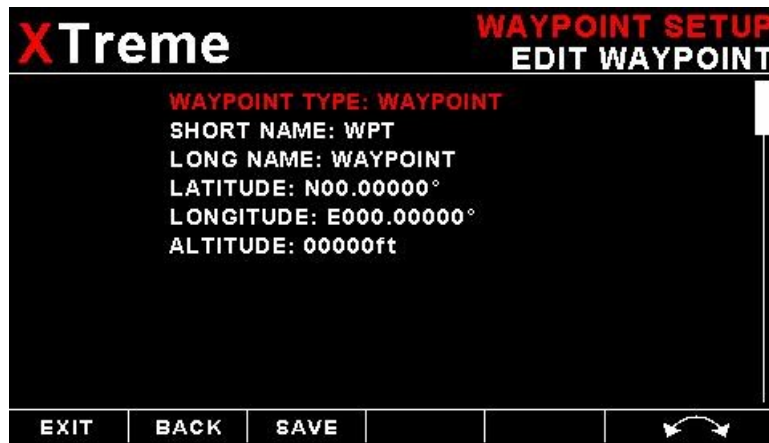 XTreme
WAYPOINT SETUP
EDIT WAYPOINT
WAYPOINT TYPE: WAYPOINT
SHORT NAME: WPT
LONG NAME: WAYPOINT
LATITUDE: N00.00000°
LONGITUDE: E000.00000°
ALTITUDE: 00000ft
EXIT BACK SAVE